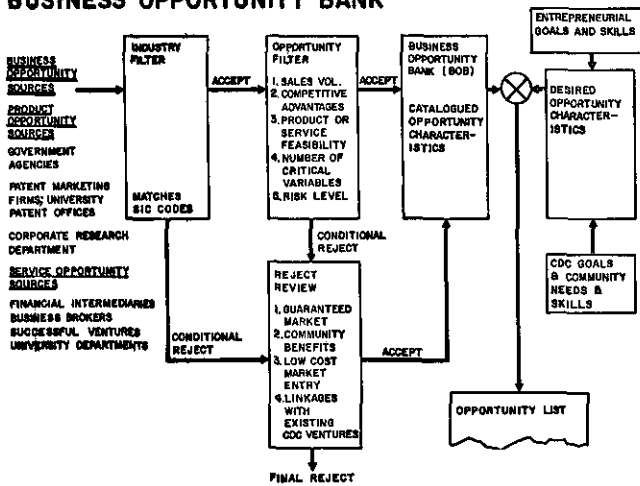 BUSINESS OPPORTUNITY BANK
BUSINESS
OPPORTUNITY
SOURCES
PRODUCT
OPPORTUNITY
SOURCES
GOVERNMENT
AGENCIES
PATENT MARKETING
FIRMS; UNIVERSITY
PATENT OFFICES
CORPORATE RESEARCH
DEPARTMENT
SERVICE OPPORTUNITY
SOURCES
FINANCIAL INTERMEDIARIES
BUSINESS BROKERS
SUCCESSFUL VENTURES
UNIVERSITY DEPARTMENTS
INDUSTRY
FILTER
MATCHES
SIC CODES
ACCEPT
CONDITIONAL
REJECT
OPPORTUNITY
FILTER
1. SALES VOL.
2. COMPETITIVE
ADVANTAGES
3. PRODUCT OR
SERVICE
FEASIBILITY
4. NUMBER OF
CRITICAL
VARIABLES
5. RISK LEVEL
ACCEPT
CONDITIONAL
REJECT
REJECT
REVIEW
1. GUARANTEED
MARKET
2. COMMUNITY
BENEFITS
3. LOW COST
MARKET
ENTRY
4. LINKAGES
WITH
EXISTING
CDC VENTURES
ACCEPT
FINAL REJECT
BUSINESS
OPPORTUNITY
BANK (BOB)
CATALOGUED
OPPORTUNITY
CHARACTER-
ISTICS
ENTREPRENEURIAL
GOALS AND SKILLS
DESIRED
OPPORTUNITY
CHARACTER-
ISTICS
CDC GOALS
& COMMUNITY
NEEDS &
SKILLS
OPPORTUNITY LIST